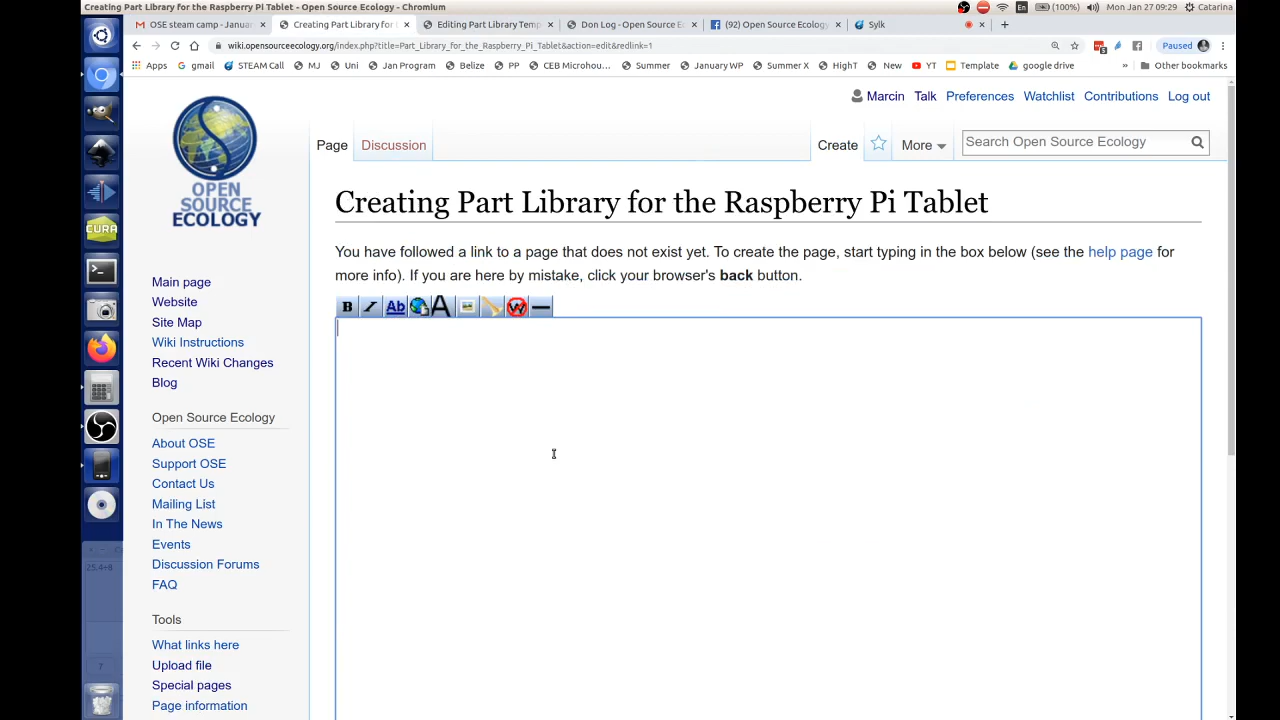 Creating Part Library for the Raspberry Pi Tablet - Open Source Ecology - Chromium
En (100%) Mon Jan 27 09:29 Catarina
OSE steam camp - Januar × Creating Part Library for × Editing Part Library Temp × Don Log - Open Source E × (92) Open Source Ecology × Sylk × +
wiki.opensourceecology.org/index.php?title=Part_Library_for_the_Raspberry_Pi_Tablet&action=edit&redlink=1 Paused
Apps gmail STEAM Call MJ Uni Jan Program Belize PP CEB Microhou... Summer January WP Summer X HighT New YT Template google drive » Other bookmarks
Marcin Talk Preferences Watchlist Contributions Log out
Page Discussion Create More Search Open Source Ecology
OPEN
SOURCE
ECOLOGY
Creating Part Library for the Raspberry Pi Tablet
You have followed a link to a page that does not exist yet. To create the page, start typing in the box below (see the help page for
more info). If you are here by mistake, click your browser's back button.
B I Ab A W
CURA
Main page
Website
Site Map
Wiki Instructions
Recent Wiki Changes
Blog
Open Source Ecology
About OSE
Support OSE
Contact Us
Mailing List
In The News
Events
Discussion Forums
FAQ
Tools
What links here
Upload file
Special pages
Page information
25.4÷8
7